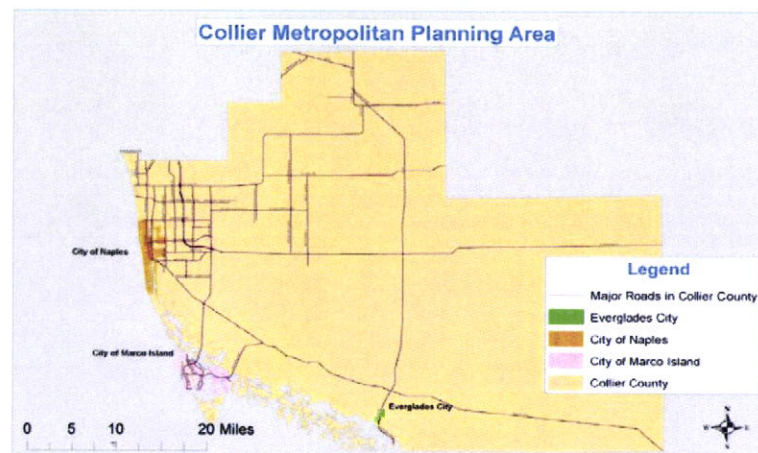 Collier Metropolitan Planning Area
City of Naples
City of Marco Island
Everglades City
Legend
Major Roads in Collier County
Everglades City
City of Naples
City of Marco Island
Collier County
0 5 10 20 Miles
N
W E
S